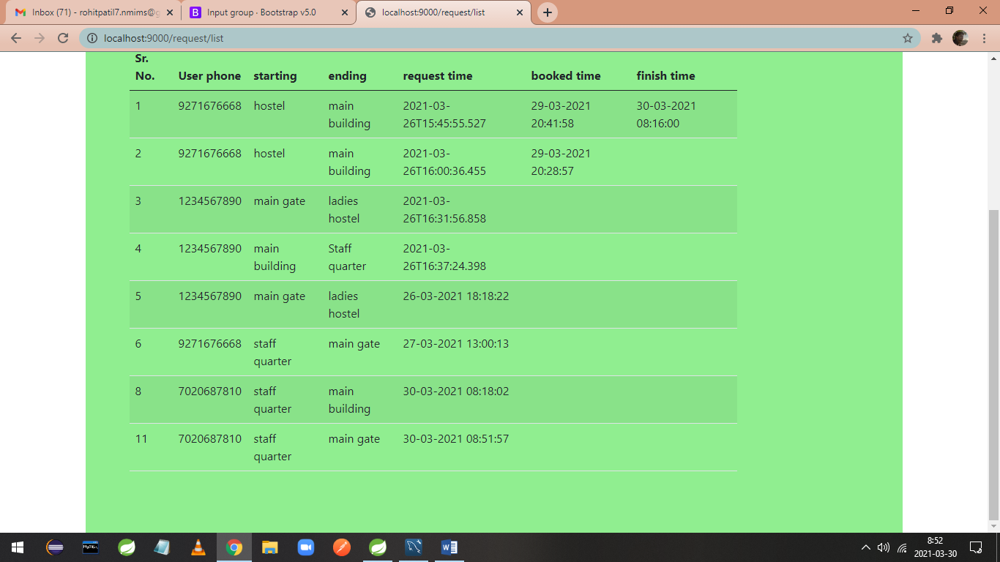 Inbox (71) - rohitpatil7.nmims@g
Input group · Bootstrap v5.0
localhost:9000/request/list
localhost:9000/request/list
Sr. No. User phone starting ending request time booked time finish time
1 9271676668 hostel main building 2021-03-26T15:45:55.527 29-03-2021 20:41:58 30-03-2021 08:16:00
2 9271676668 hostel main building 2021-03-26T16:00:36.455 29-03-2021 20:28:57
3 1234567890 main gate ladies hostel 2021-03-26T16:31:56.858
4 1234567890 main building Staff quarter 2021-03-26T16:37:24.398
5 1234567890 main gate ladies hostel 26-03-2021 18:18:22
6 9271676668 staff quarter main gate 27-03-2021 13:00:13
8 7020687810 staff quarter main building 30-03-2021 08:18:02
11 7020687810 staff quarter main gate 30-03-2021 08:51:57
8:52
2021-03-30